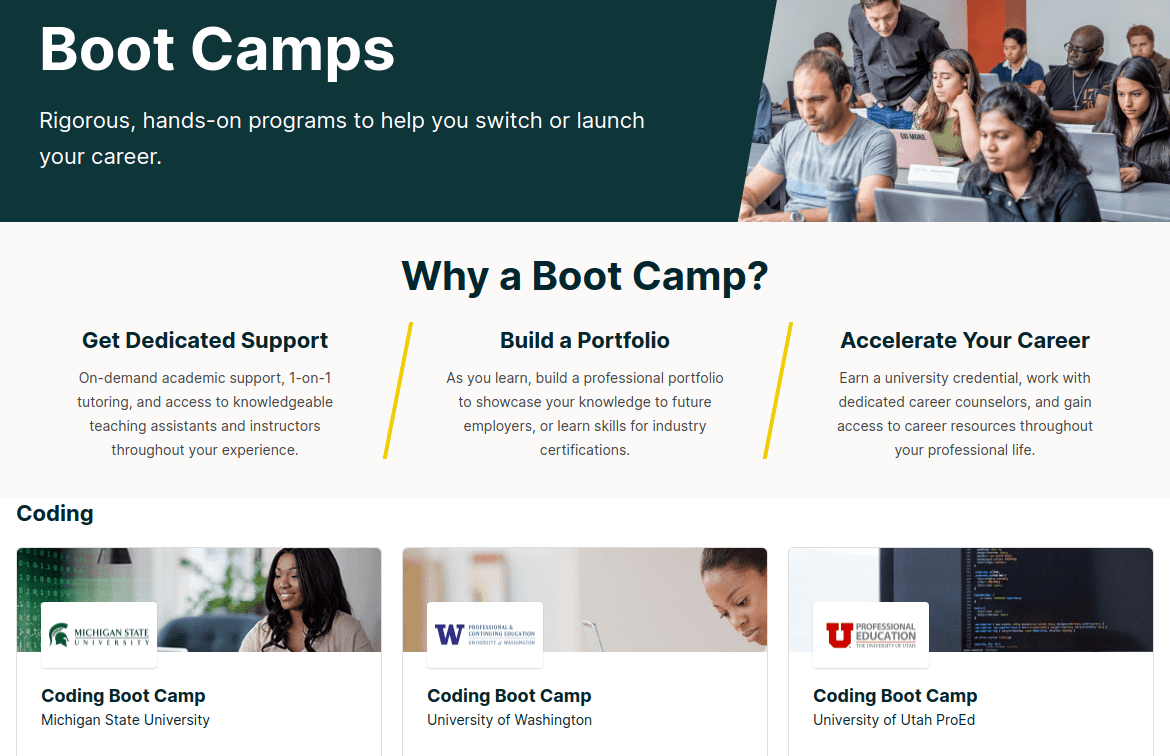 Boot Camps
Rigorous, hands-on programs to help you switch or launch
your career.
DO MORE
Why a Boot Camp?
Get Dedicated Support
On-demand academic support, 1-on-1
tutoring, and access to knowledgeable
teaching assistants and instructors
throughout your experience.
Build a Portfolio
As you learn, build a professional portfolio
to showcase your knowledge to future
employers, or learn skills for industry
certifications.
Accelerate Your Career
Earn a university credential, work with
dedicated career counselors, and gain
access to career resources throughout
your professional life.
Coding
MICHIGAN STATE
UNIVERSITY
Coding Boot Camp
Michigan State University
W
PROFESSIONAL &
CONTINUING EDUCATION
UNIVERSITY of WASHINGTON
Coding Boot Camp
University of Washington
U
PROFESSIONAL
EDUCATION
THE UNIVERSITY OF UTAH
Coding Boot Camp
University of Utah ProEd